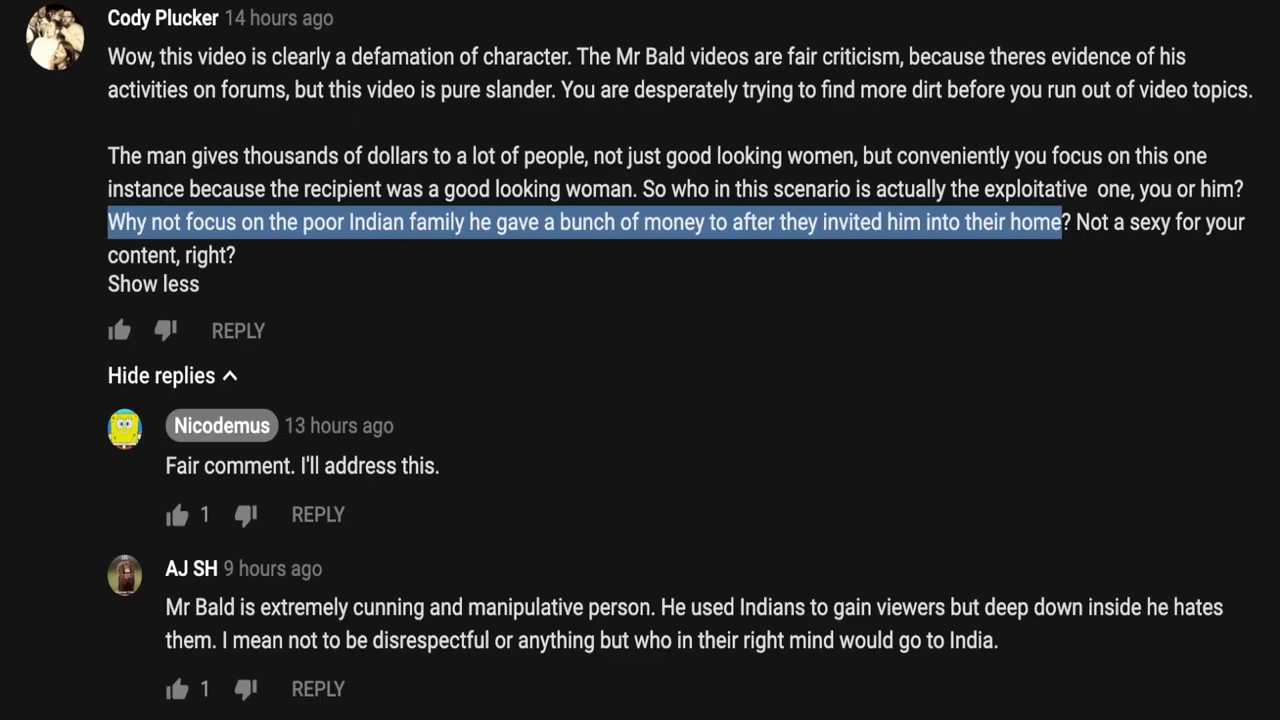 Cody Plucker 14 hours ago
Wow, this video is clearly a defamation of character. The Mr Bald videos are fair criticism, because theres evidence of his
activities on forums, but this video is pure slander. You are desperately trying to find more dirt before you run out of video topics.
The man gives thousands of dollars to a lot of people, not just good looking women, but conveniently you focus on this one
instance because the recipient was a good looking woman. So who in this scenario is actually the exploitative  one, you or him?
Why not focus on the poor Indian family he gave a bunch of money to after they invited him into their home? Not a sexy for your
content, right?
Show less
REPLY
Hide replies
Nicodemus 13 hours ago
Fair comment. I'll address this.
1 REPLY
AJ SH 9 hours ago
Mr Bald is extremely cunning and manipulative person. He used Indians to gain viewers but deep down inside he hates
them. I mean not to be disrespectful or anything but who in their right mind would go to India.
1 REPLY